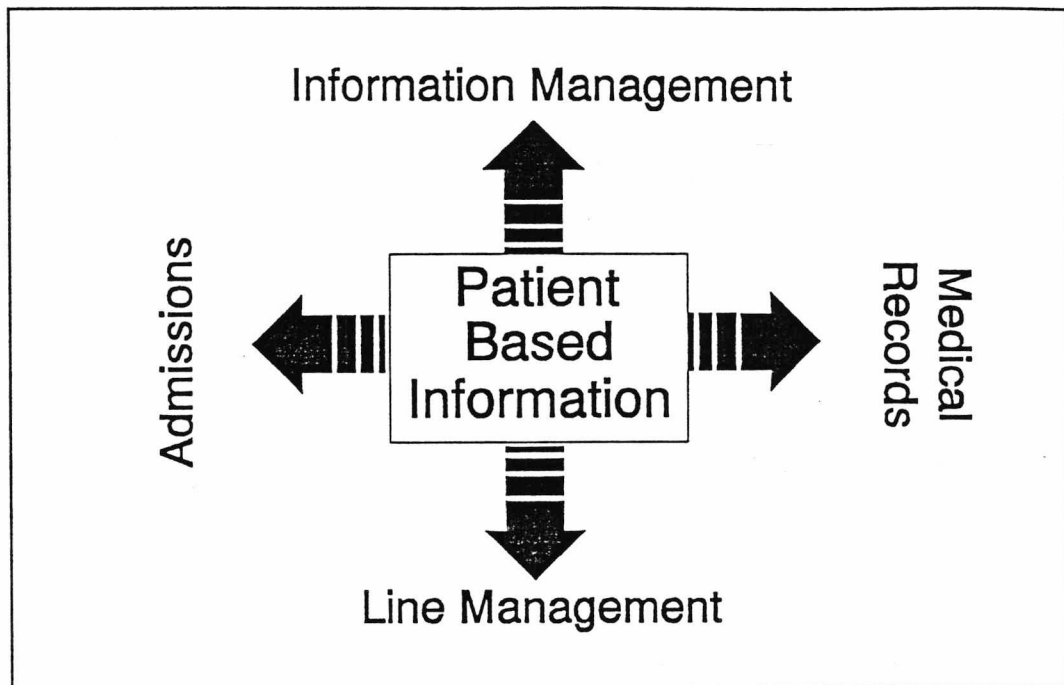 Information Management
Admissions
Patient
Based
Information
Medical
Records
Line Management